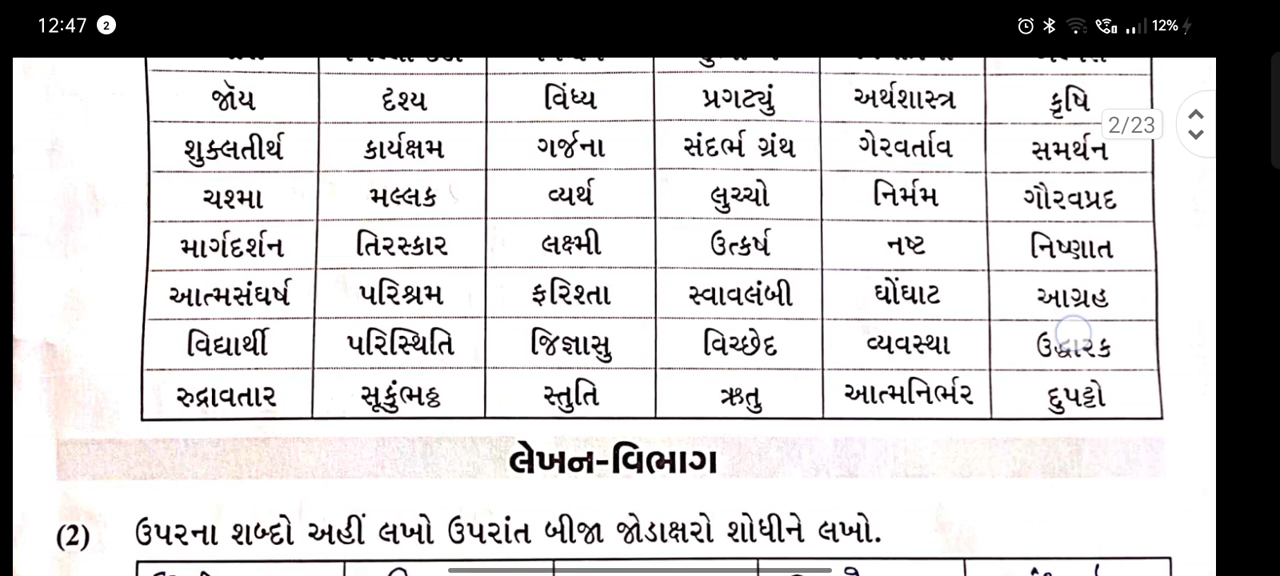 12:47 2 12%
જૉય દૃશ્ય વિંધ્ય પ્રગટ્યું અર્થશાસ્ત્ર કૃષિ
2/23
શુક્લતીર્થ કાર્યક્ષમ ગર્જના સંદર્ભ ગ્રંથ ગેરવર્તાવ સમર્થન
ચશ્મા મલ્લક વ્યર્થ લુચ્ચો નિર્મમ ગૌરવપ્રદ
માર્ગદર્શન તિરસ્કાર લક્ષ્મી ઉત્કર્ષ નષ્ટ નિષ્ણાત
આત્મસંઘર્ષ પરિશ્રમ ફરિશ્તા સ્વાવલંબી ઘોંઘાટ આગ્રહ
વિદ્યાર્થી પરિસ્થિતિ જિજ્ઞાસુ વિચ્છેદ વ્યવસ્થા ઉદ્ધારક
રુદ્રાવતાર સૂકુંભઠ્ઠ સ્તુતિ ઋતુ આત્મનિર્ભર દુપટ્ટો
લેખન-વિભાગ
(2) ઉપરના શબ્દો અહીં લખો ઉપરાંત બીજા જોડાક્ષરો શોધીને લખો.